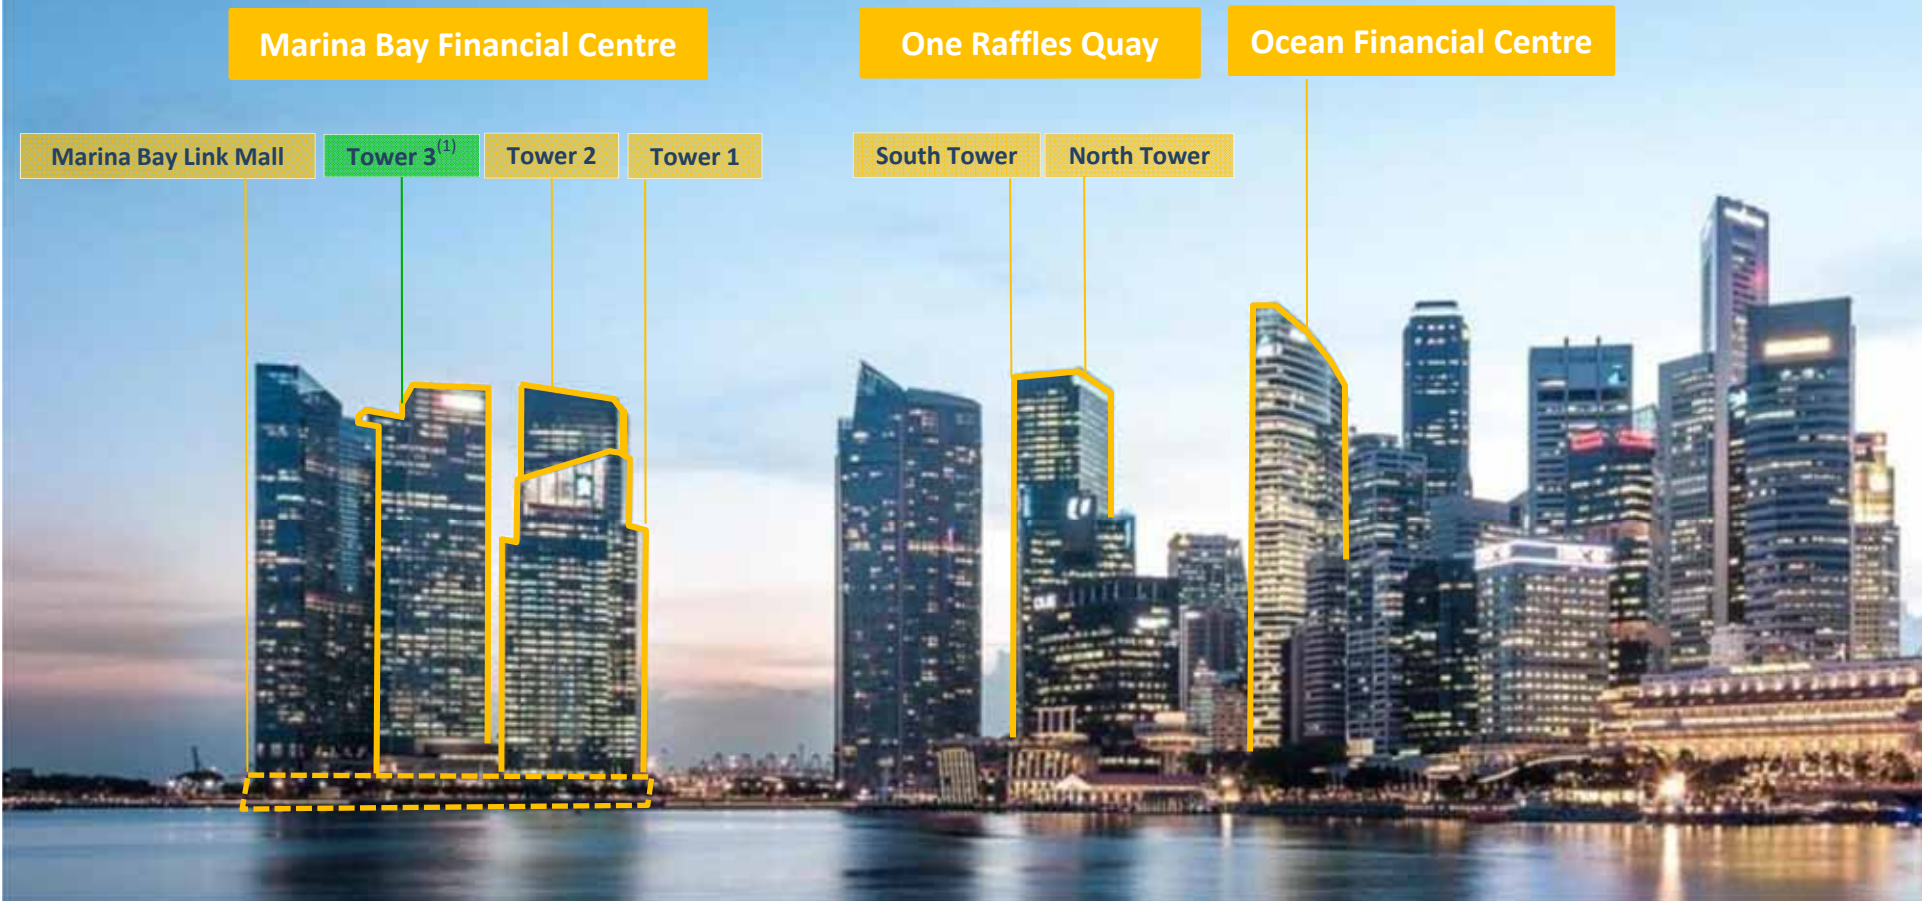 Marina Bay Financial Centre
One Raffles Quay
Ocean Financial Centre
Marina Bay Link Mall
Tower 3(1)
Tower 2
Tower 1
South Tower
North Tower